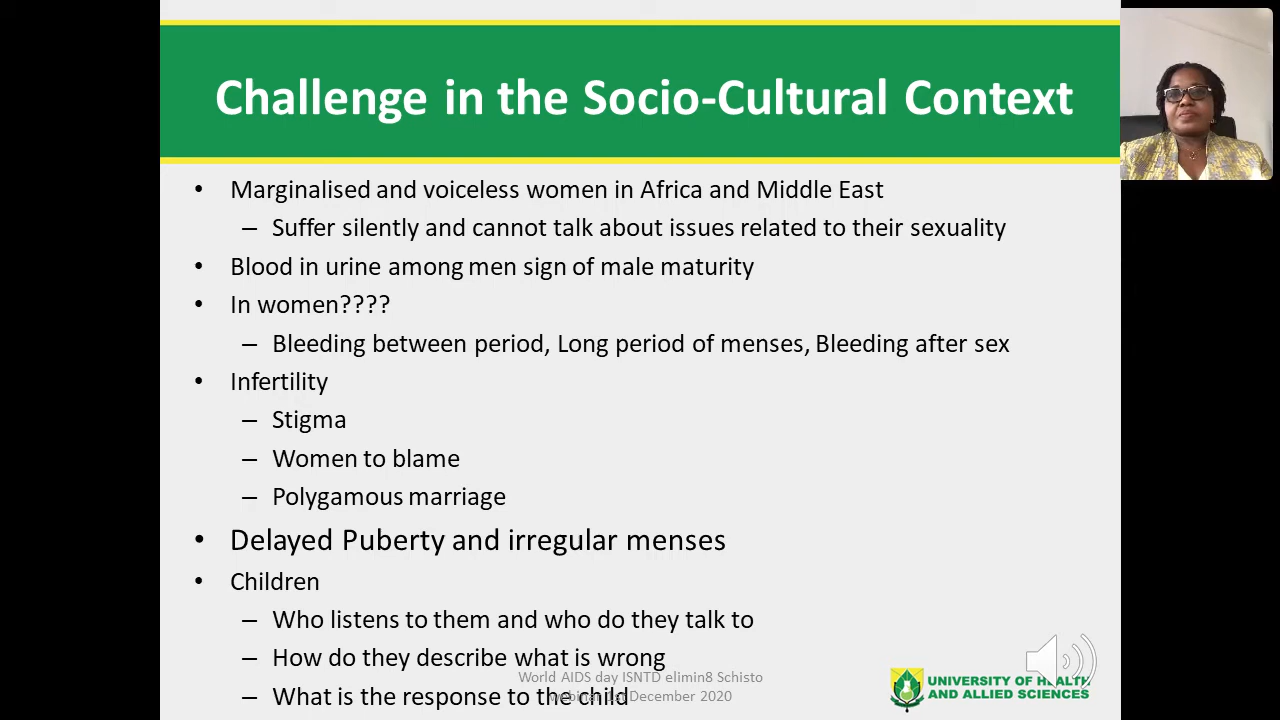 Challenge in the Socio-Cultural Context
• Marginalised and voiceless women in Africa and Middle East
– Suffer silently and cannot talk about issues related to their sexuality
• Blood in urine among men sign of male maturity
• In women????
– Bleeding between period, Long period of menses, Bleeding after sex
• Infertility
– Stigma
– Women to blame
– Polygamous marriage
• Delayed Puberty and irregular menses
• Children
– Who listens to them and who do they talk to
– How do they describe what is wrong
– What is the response to the child
World AIDS day ISNTD elimin8 Schisto
webinar 1st December 2020
UNIVERSITY OF HEALTH
AND ALLIED SCIENCES